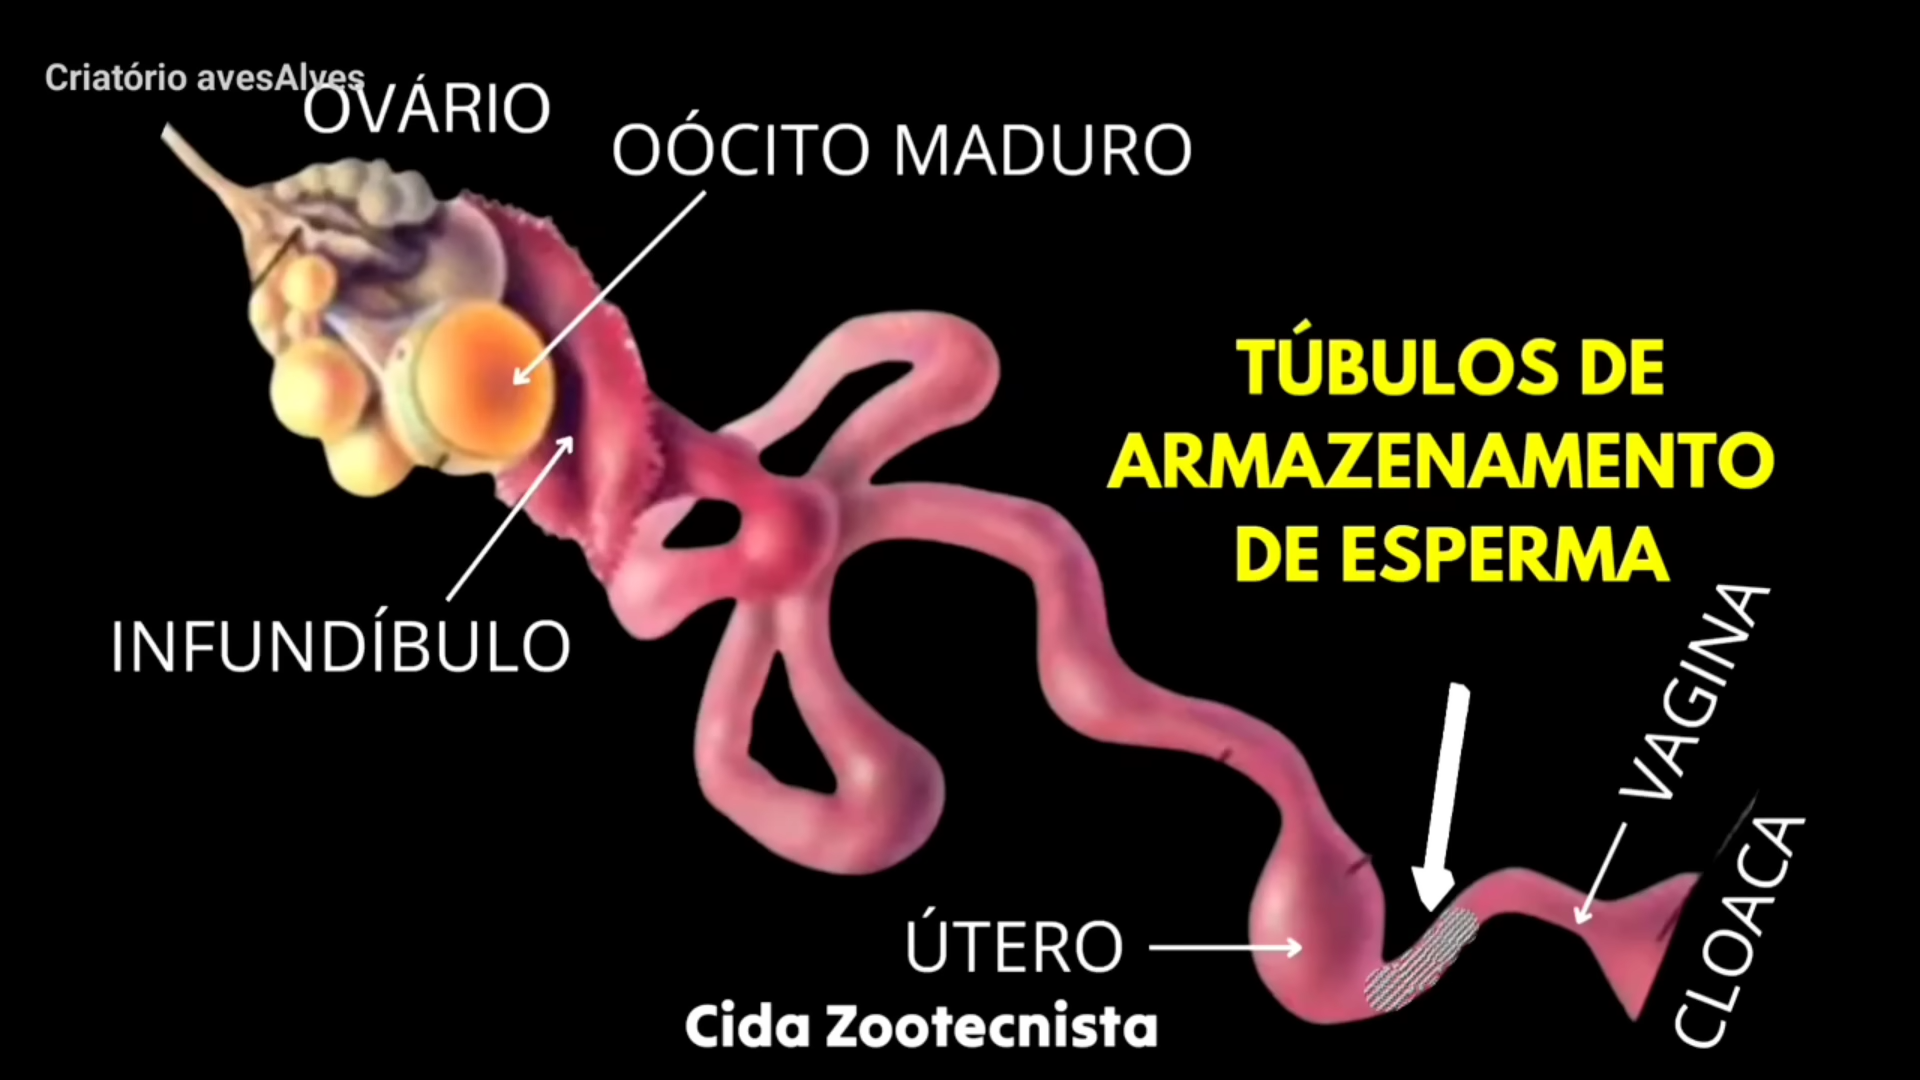 Criatório avesAlves
OVÁRIO
OÓCITO MADURO
TÚBULOS DE
ARMAZENAMENTO
DE ESPERMA
INFUNDÍBULO
VAGINA
CLOACA
ÚTERO
Cida Zootecnista